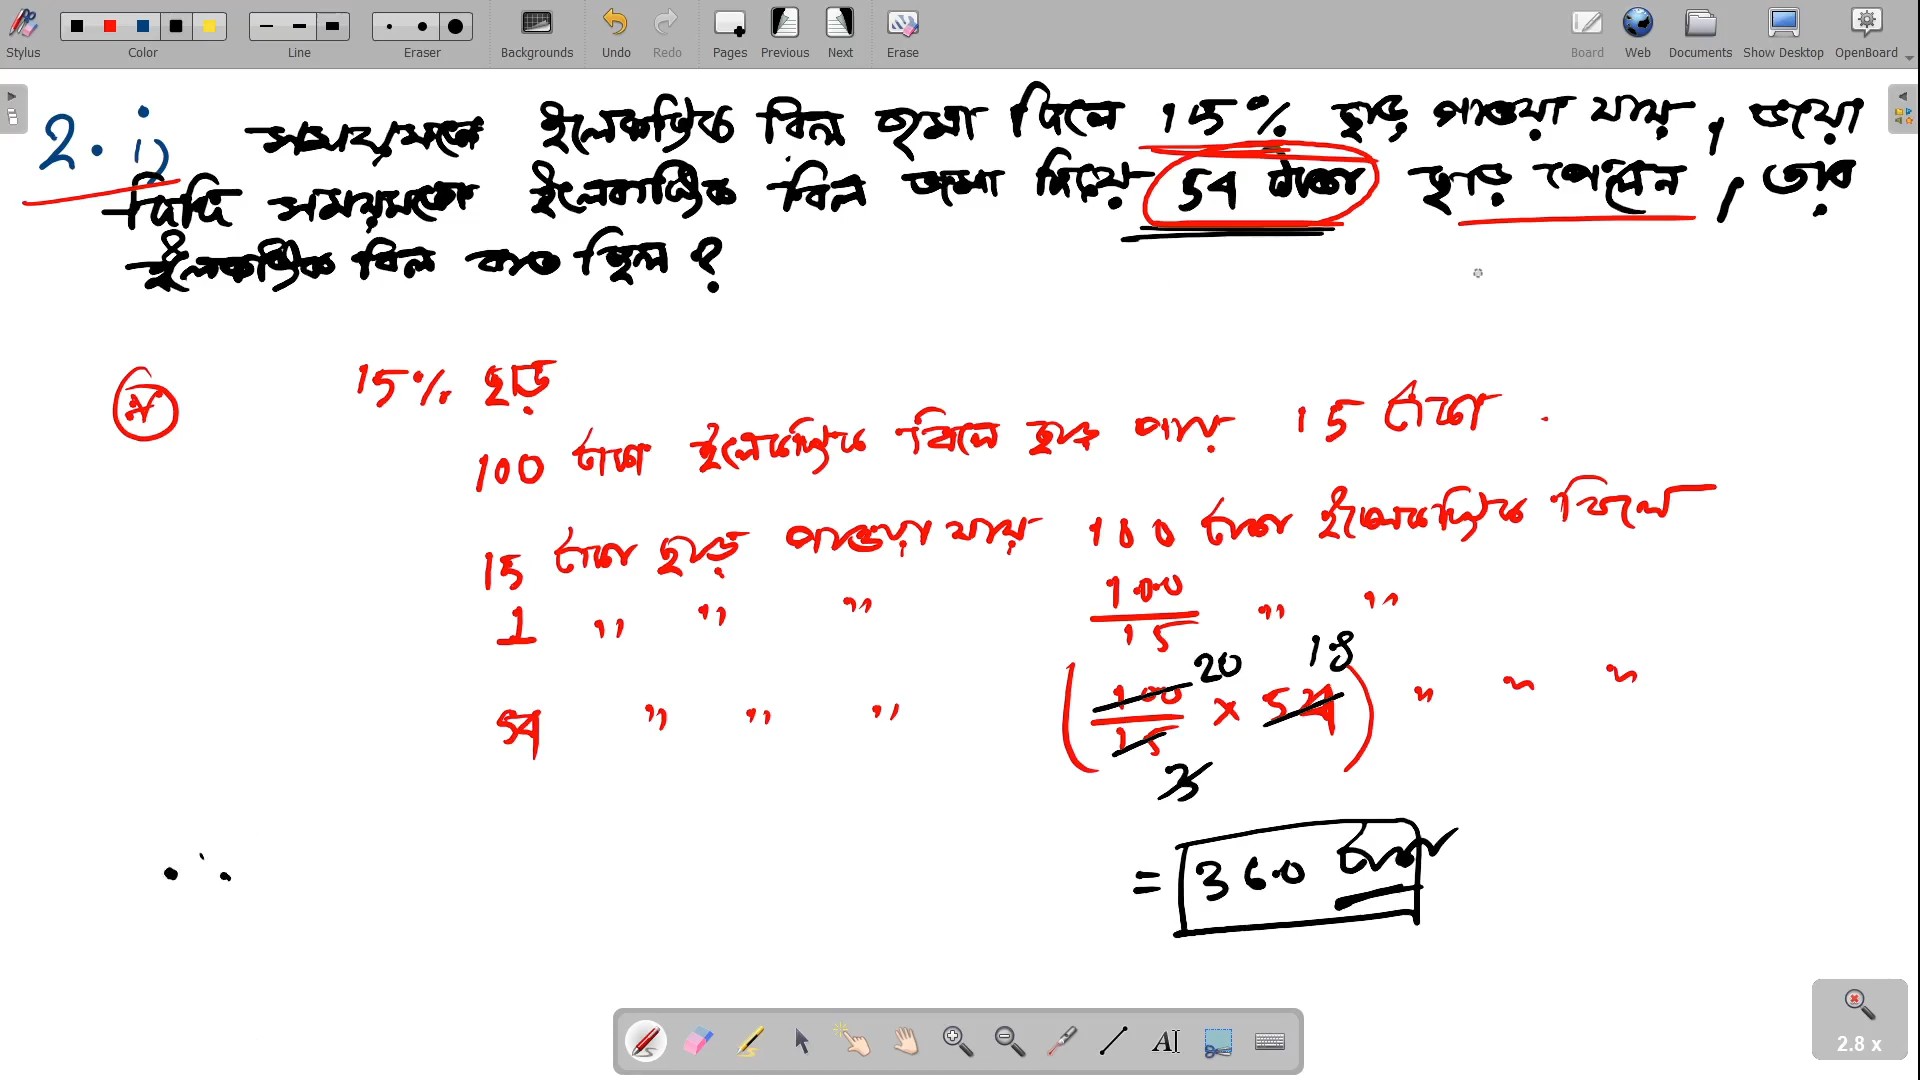 Stylus Color Line Eraser Backgrounds Undo Redo Pages Previous Next Erase Board Web Documents Show Desktop OpenBoard
2. i) সময়মতো ইলেকট্রিক বিল জমা দিলে 15% ছাড় পাওয়া যায়, জয়া
দিদি সময়মতো ইলেকট্রিক বিল জমা দিয়ে 54 টাকা ছাড় পেলেন, তার
ইলেকট্রিক বিল কত ছিল?
15% ছাড়
100 টাকা ইলেকট্রিক বিলে ছাড় পায় 15 টাকা.
15 টাকা ছাড় পাওয়া যায় 100 টাকা ইলেকট্রিক বিলে
1 " " " 100/15 " "
20 18
54 " " " (100/15 × 54) " " "
3
∴ = 360 টাকা
2.8 x